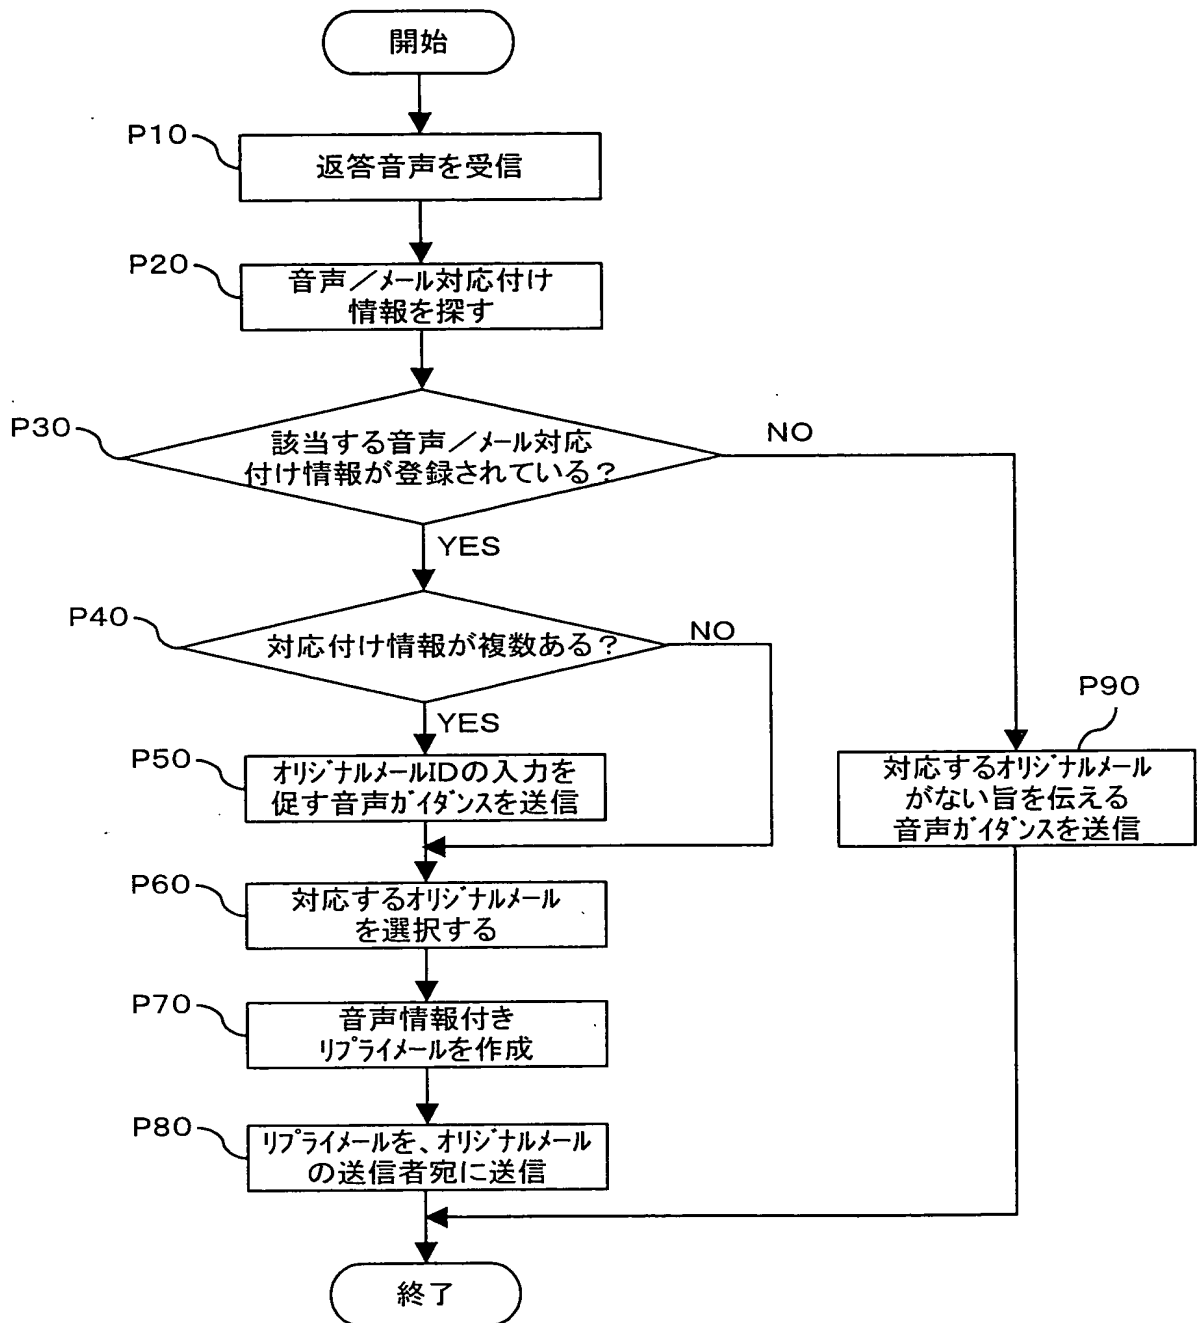 開始
P10
返答音声を受信
P20
音声／ﾒｰﾙ対応付け
情報を探す
P30
該当する音声／ﾒｰﾙ対応
付け情報が登録されている？
NO
YES
P40
対応付け情報が複数ある？
NO
YES
P50
ｵﾘｼﾞﾅﾙﾒｰﾙIDの入力を
促す音声ｶﾞｲﾀﾞﾝｽを送信
P90
対応するｵﾘｼﾞﾅﾙﾒｰﾙ
がない旨を伝える
音声ｶﾞｲﾀﾞﾝｽを送信
P60
対応するｵﾘｼﾞﾅﾙﾒｰﾙ
を選択する
P70
音声情報付き
ﾘﾌﾟﾗｲﾒｰﾙを作成
P80
ﾘﾌﾟﾗｲﾒｰﾙを、ｵﾘｼﾞﾅﾙﾒｰﾙ
の送信者宛に送信
終了